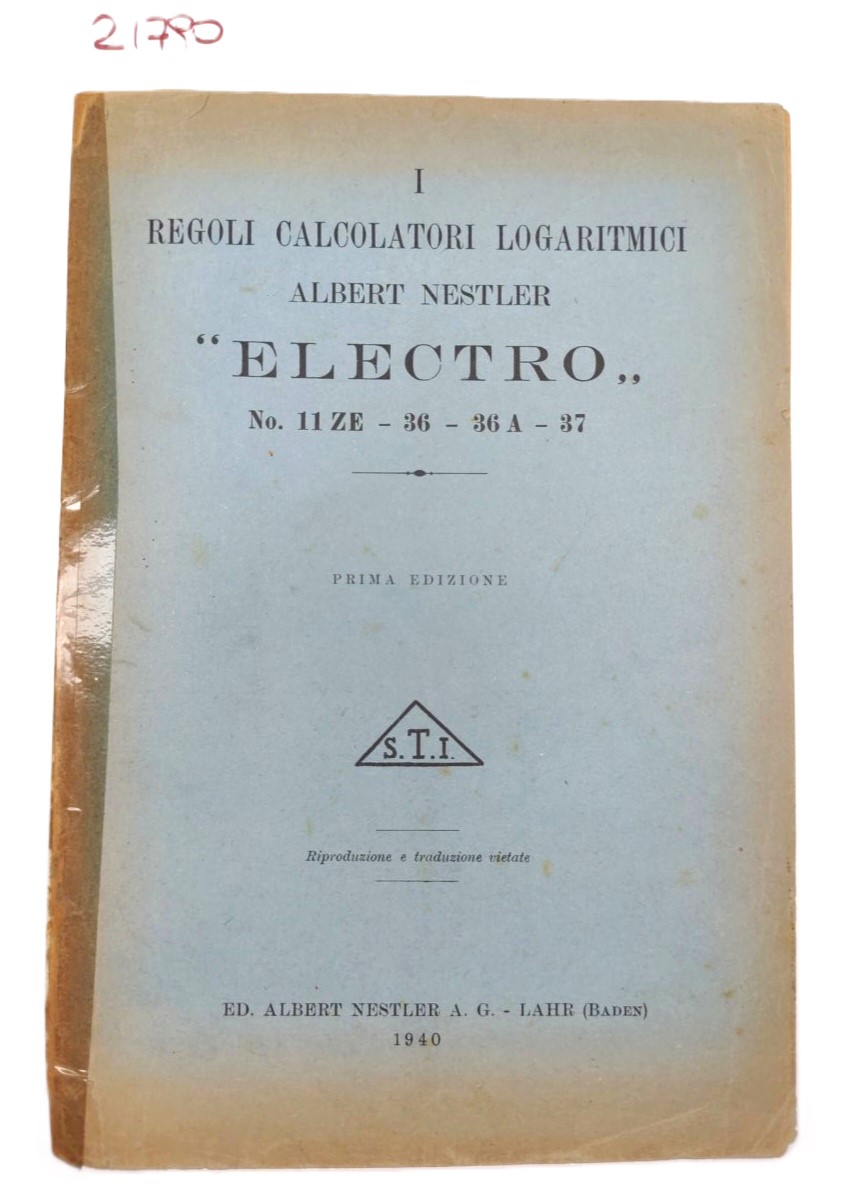 21790
I
REGOLI CALCOLATORI LOGARITMICI
ALBERT NESTLER
“ELECTRO„
No. 11 ZE – 36 – 36 A – 37
PRIMA EDIZIONE
S.T.I.
Riproduzione e traduzione vietate
ED. ALBERT NESTLER A. G. - LAHR (BADEN)
1940